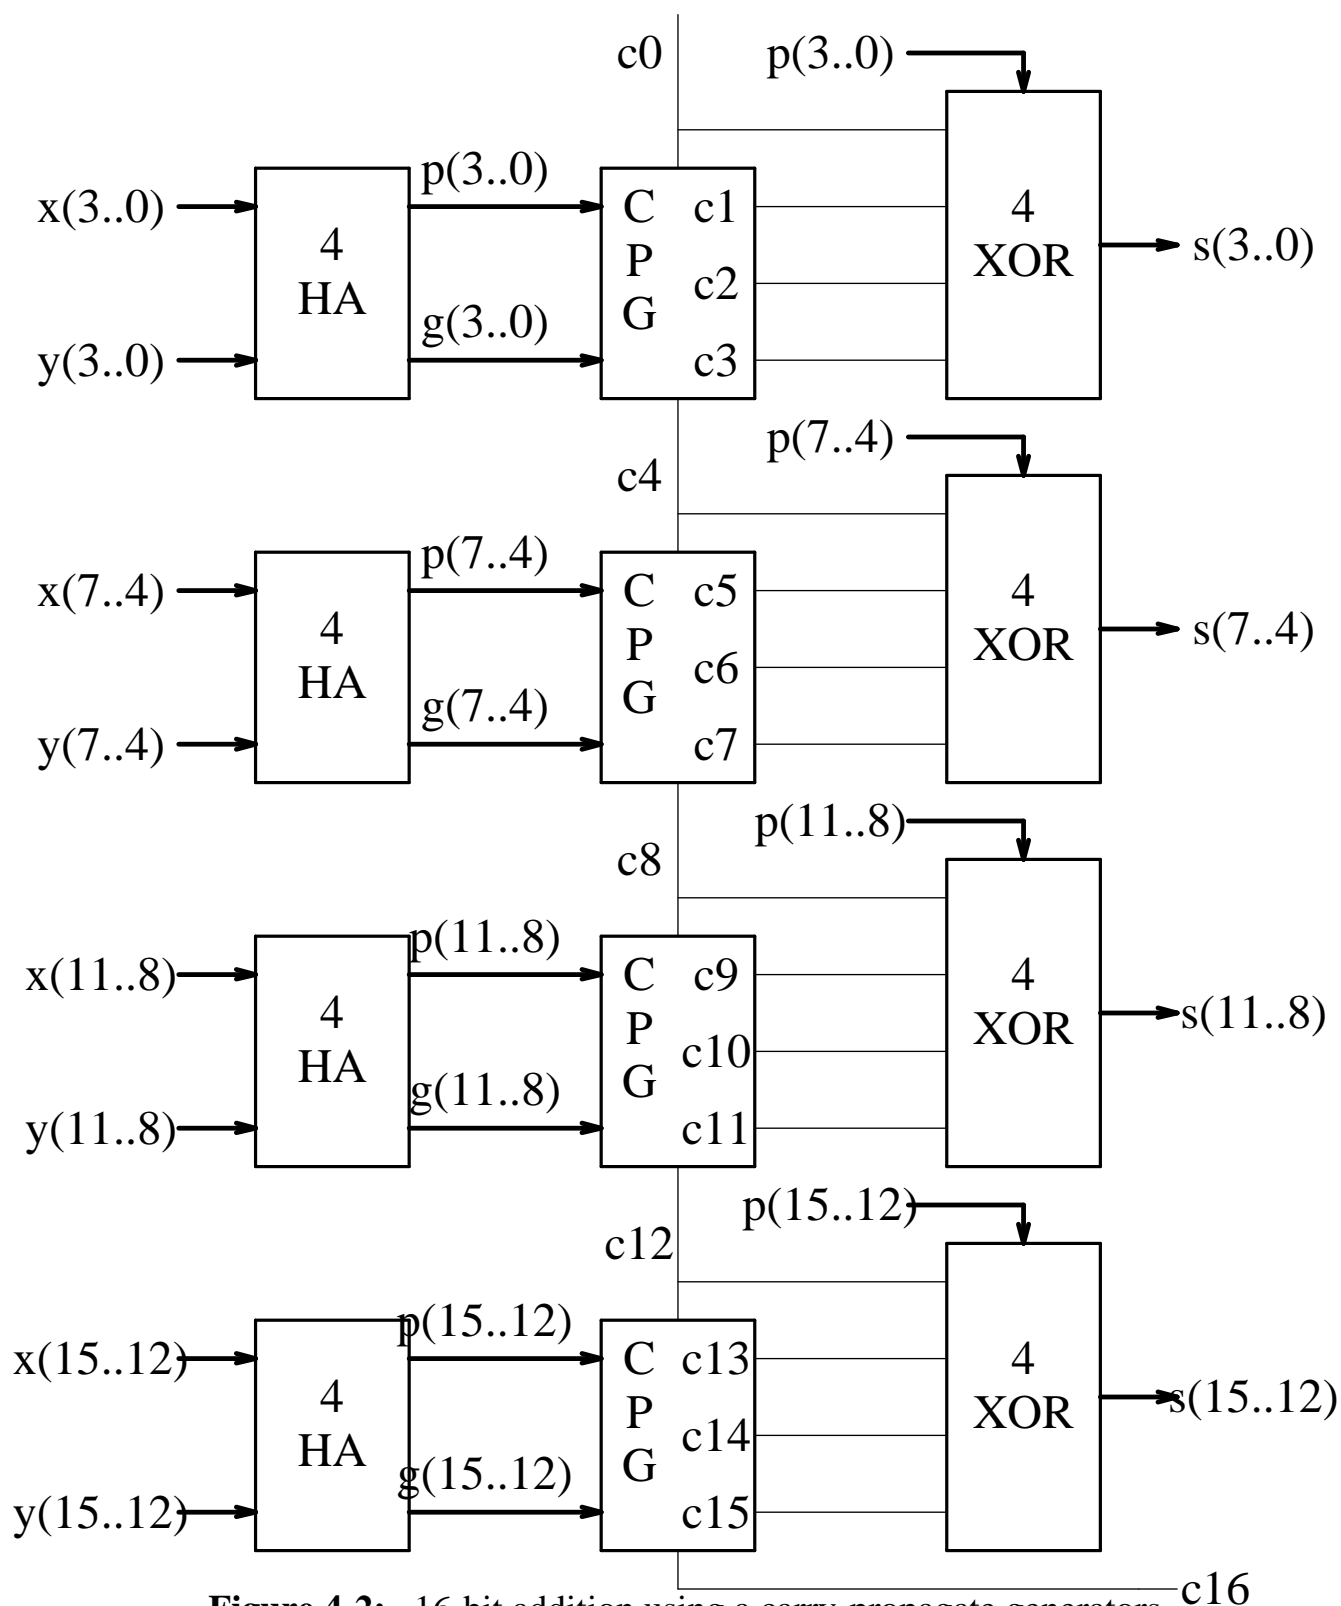 c0
p(3..0)
x(3..0)
y(3..0)
4
HA
p(3..0)
g(3..0)
C
P
G
c1
c2
c3
4
XOR
s(3..0)
c4
p(7..4)
x(7..4)
y(7..4)
4
HA
p(7..4)
g(7..4)
C
P
G
c5
c6
c7
4
XOR
s(7..4)
c8
p(11..8)
x(11..8)
y(11..8)
4
HA
p(11..8)
g(11..8)
C
P
G
c9
c10
c11
4
XOR
s(11..8)
c12
p(15..12)
x(15..12)
y(15..12)
4
HA
p(15..12)
g(15..12)
C
P
G
c13
c14
c15
4
XOR
s(15..12)
c16
Figure 4-2: 16-bit addition using a carry-propagate generators